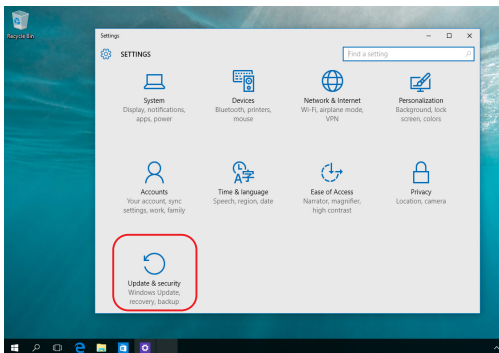 Recycle Bin
Settings
SETTINGS
Find a setting
System
Display, notifications,
apps, power
Devices
Bluetooth, printers,
mouse
Network & Internet
Wi-Fi, airplane mode,
VPN
Personalization
Background, lock
screen, colors
Accounts
Your account, sync
settings, work, family
Time & language
Speech, region, date
Ease of Access
Narrator, magnifier,
high contrast
Privacy
Location, camera
Update & security
Windows Update,
recovery, backup